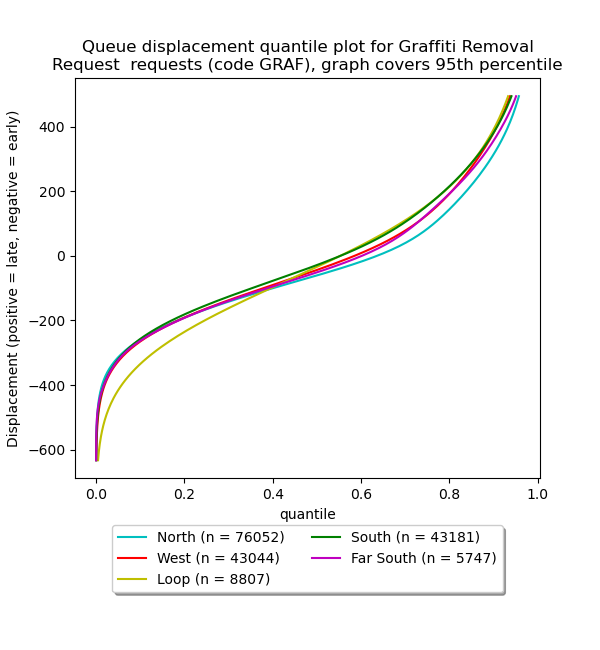 Queue displacement quantile plot for Graffiti Removal
Request  requests (code GRAF), graph covers 95th percentile
Displacement (positive = late, negative = early)
400
200
0
−200
−400
−600
0.0 0.2 0.4 0.6 0.8 1.0
quantile
North (n = 76052)
West (n = 43044)
Loop (n = 8807)
South (n = 43181)
Far South (n = 5747)